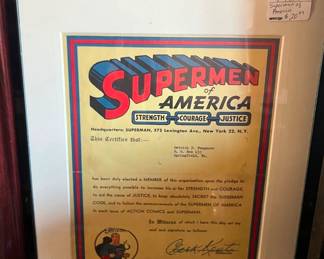 Supermen of
America
SUPERMEN
of
AMERICA
STRENGTH COURAGE JUSTICE
Headquarters: SUPERMAN, 575 Lexington Ave., New York 22, N. Y.
This Certifies that:—
has been duly elected a MEMBER of this organization upon the pledge to
do everything possible to increase his or her STRENGTH and COURAGE,
to aid the cause of JUSTICE, to keep absolutely SECRET the SUPERMAN
CODE, and to follow the announcements of the SUPERMEN OF AMERICA
in each issue of ACTION COMICS and SUPERMAN.
In Witness of which I have this day set my
seal and signature as follows:
Clark Kent